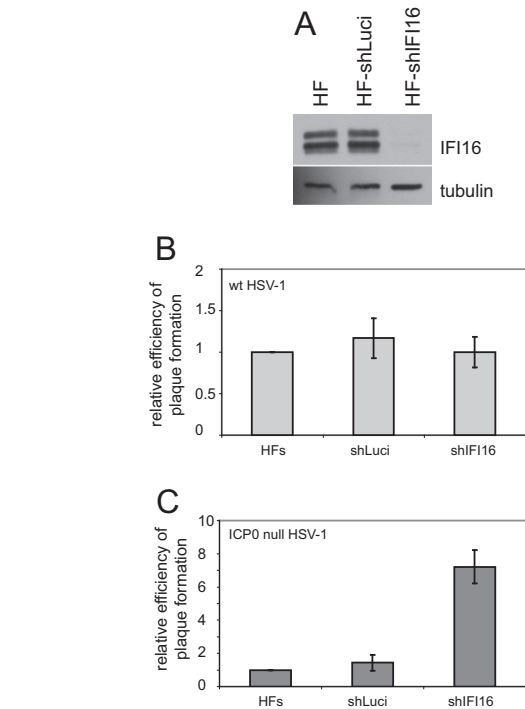 A
HF
HF-shLuci
HF-shIFI16
IFI16
tubulin
B
relative efficiency of
plaque formation
2
1.5
1
0.5
0
wt HSV-1
HFs shLuci shIFI16
C
relative efficiency of
plaque formation
10
8
6
4
2
0
ICP0 null HSV-1
HFs shLuci shIFI16